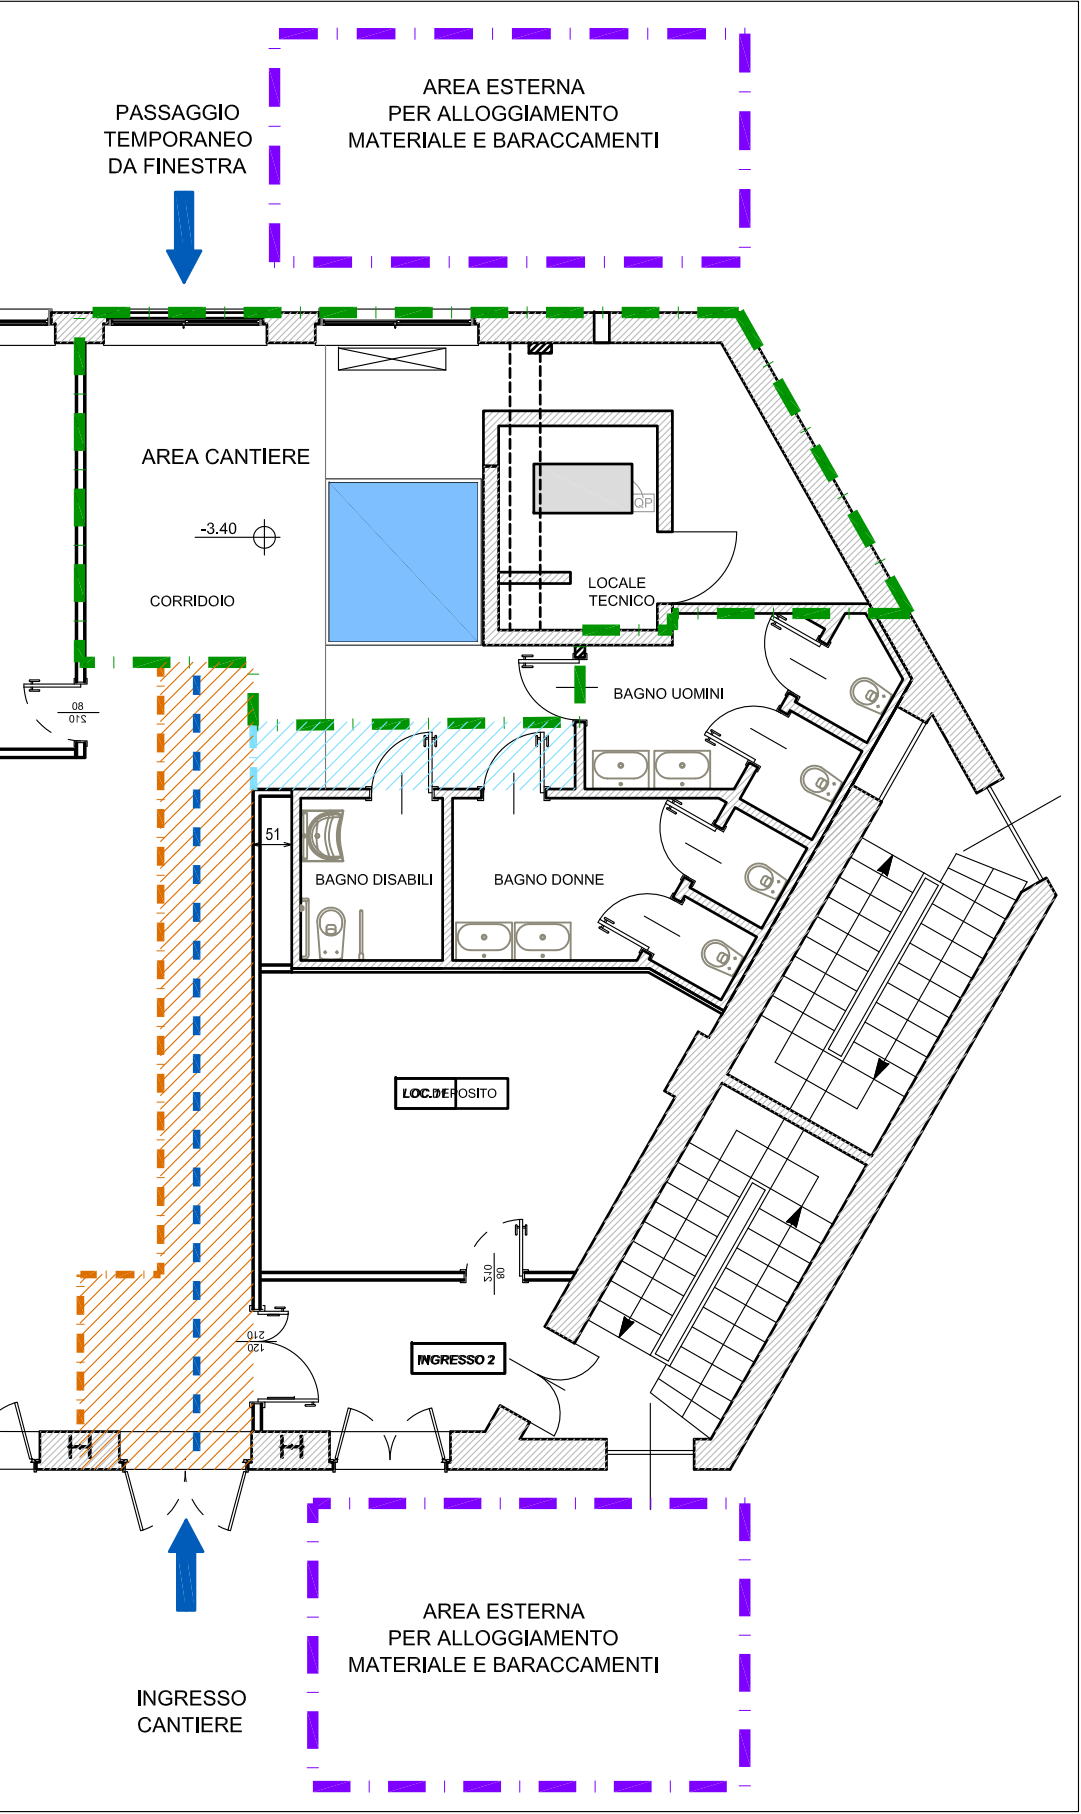 AREA ESTERNA
PER ALLOGGIAMENTO
MATERIALE E BARACCAMENTI
PASSAGGIO
TEMPORANEO
DA FINESTRA
AREA CANTIERE
-3.40
QP
CORRIDOIO
LOCALE
TECNICO
BAGNO UOMINI
80
210
51
BAGNO DISABILI
BAGNO DONNE
LOC.11
DEPOSITO
80
210
120
210
INGRESSO 2
H
H
AREA ESTERNA
PER ALLOGGIAMENTO
MATERIALE E BARACCAMENTI
INGRESSO
CANTIERE